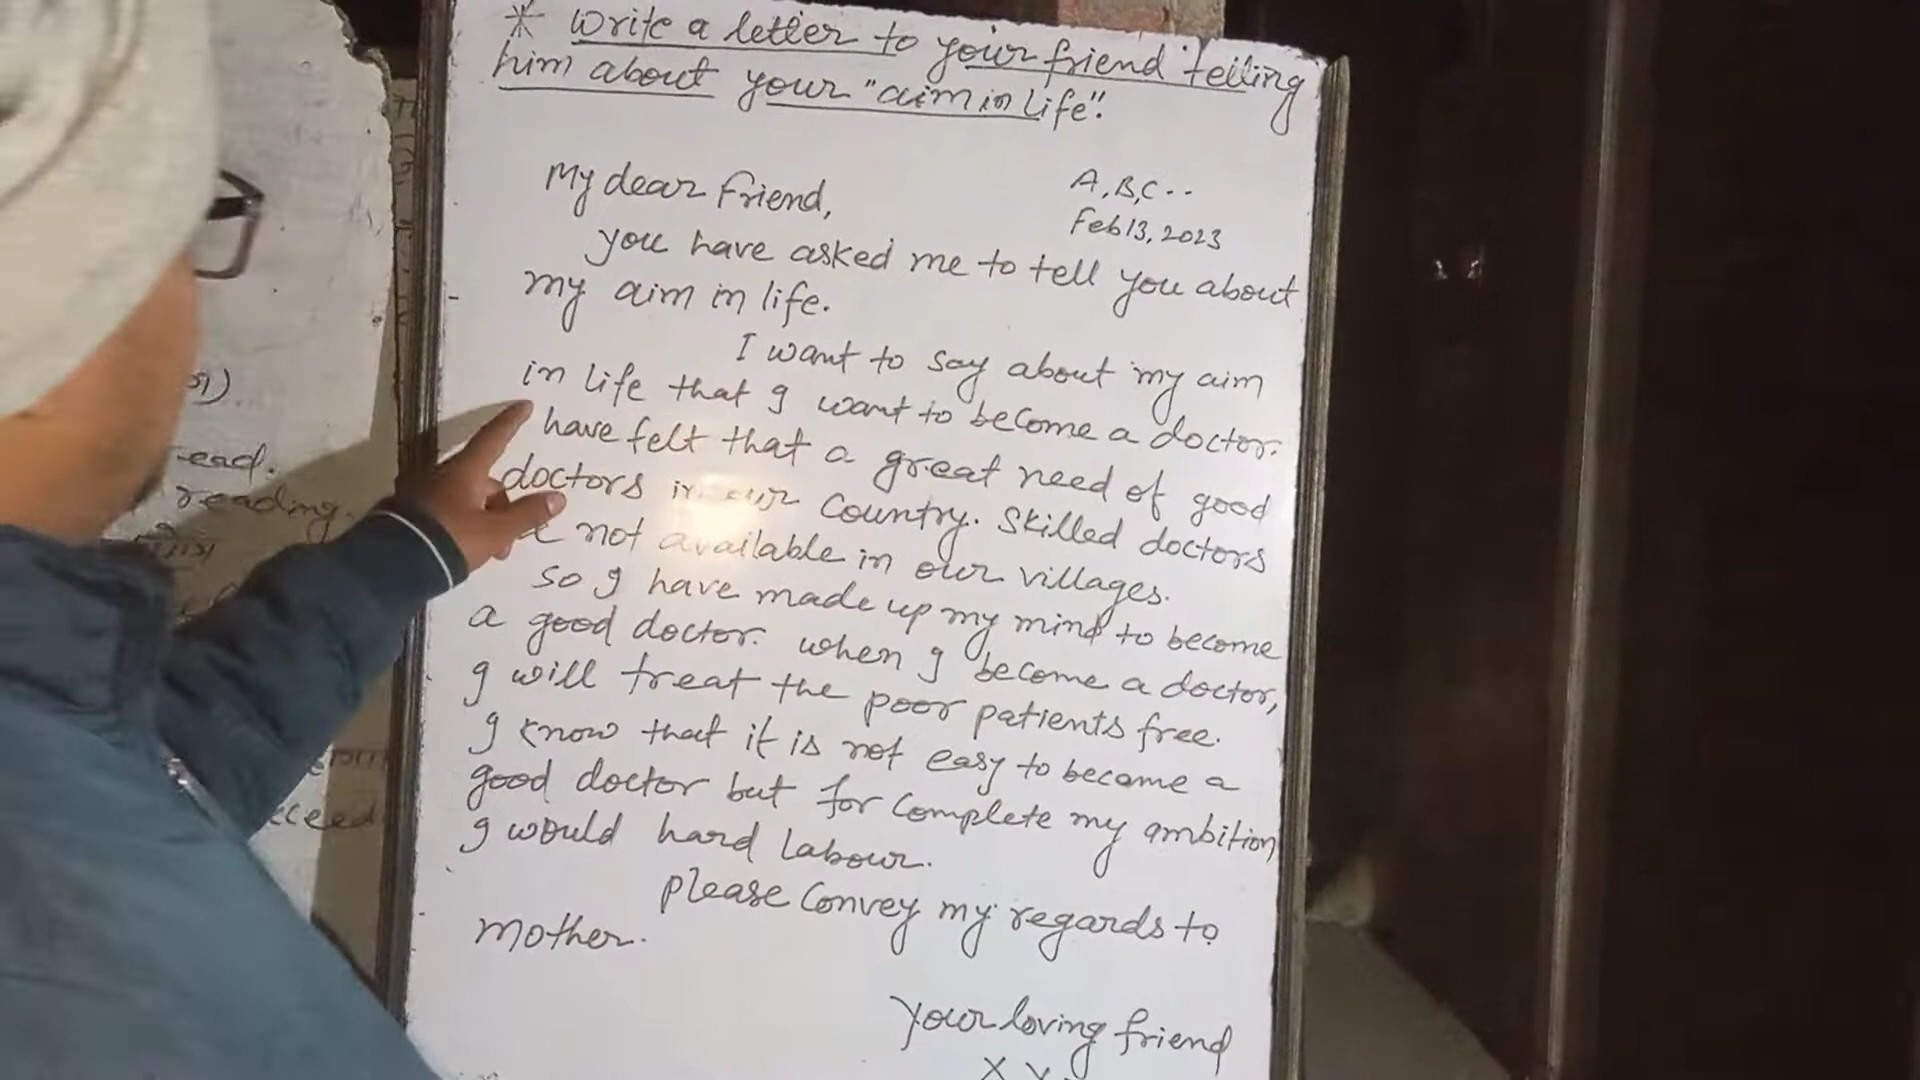 * Write a letter to your friend telling
him about your "aim in life".
A,B,C..
Feb 13, 2023
My dear friend,
you have asked me to tell you about
my aim in life.
I want to say about my aim
in life that I want to become a doctor.
have felt that a great need of good
doctors in our country. Skilled doctors
not available in our villages.
so I have made up my mind to become
a good doctor. when I become a doctor,
I will treat the poor patients free.
I know that it is not easy to become a
good doctor but for complete my ambition
I would hard labour.
please convey my regards to
mother.
your loving friend
X Y
ead.
reading.
cceed